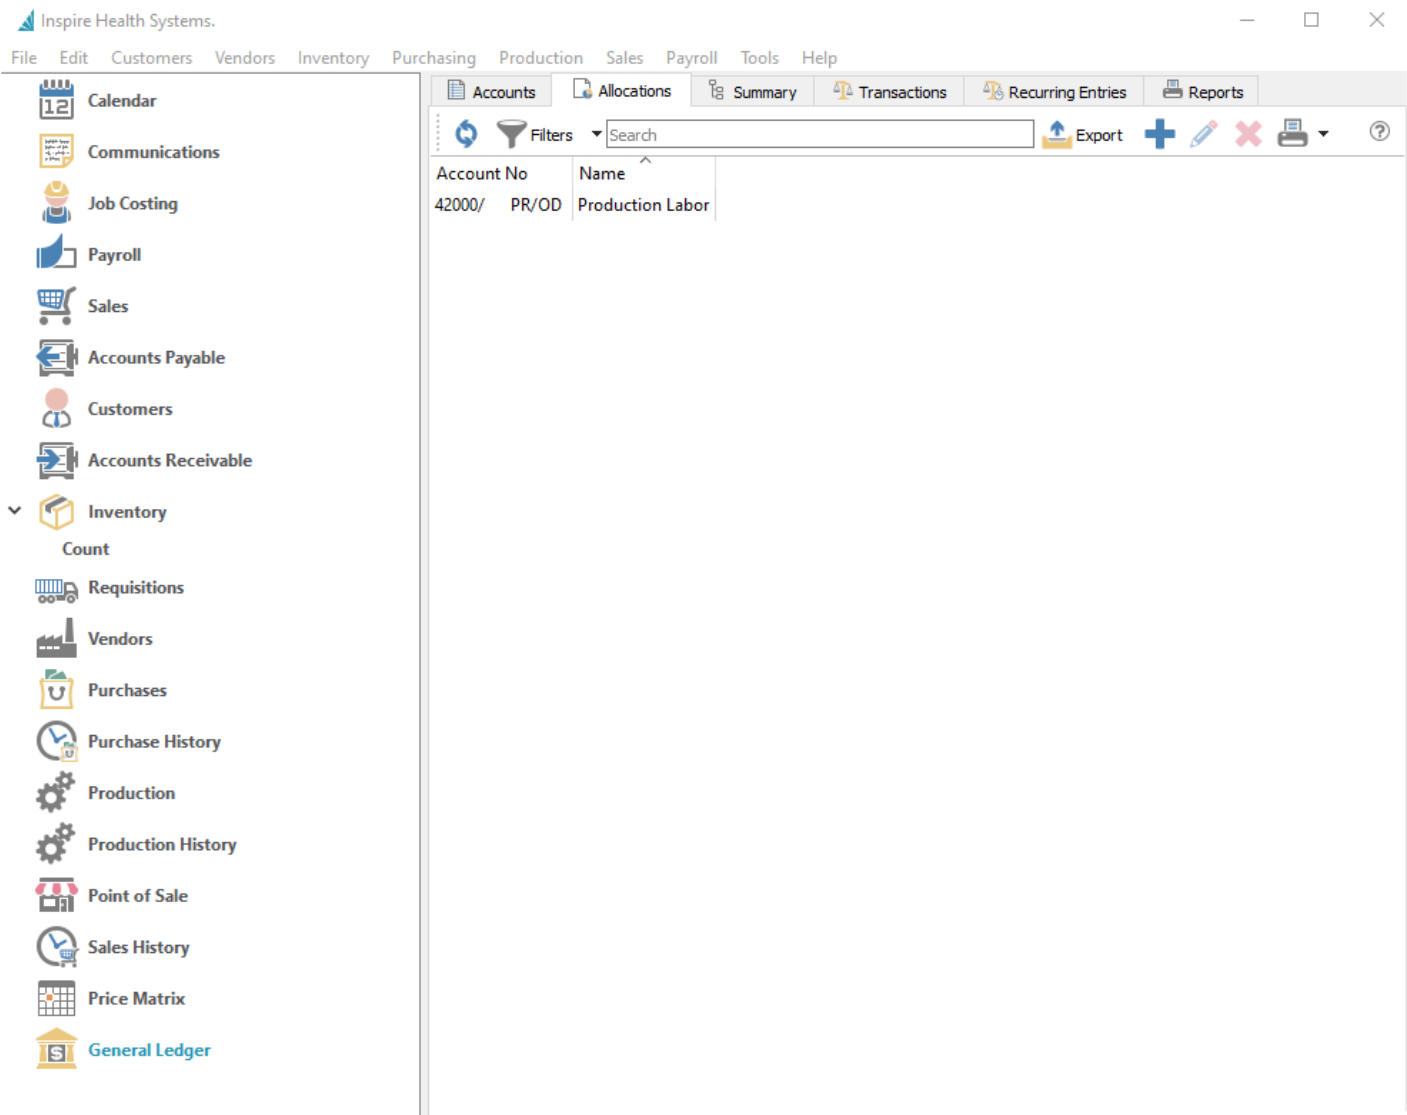 Inspire Health Systems.
File Edit Customers Vendors Inventory Purchasing Production Sales Payroll Tools Help
Accounts Allocations Summary Transactions Recurring Entries Reports
Filters Search Export
Account No Name
42000/ PR/OD Production Labor
12 Calendar
Communications
Job Costing
Payroll
Sales
Accounts Payable
Customers
Accounts Receivable
Inventory
Count
Requisitions
Vendors
Purchases
Purchase History
Production
Production History
Point of Sale
Sales History
Price Matrix
General Ledger